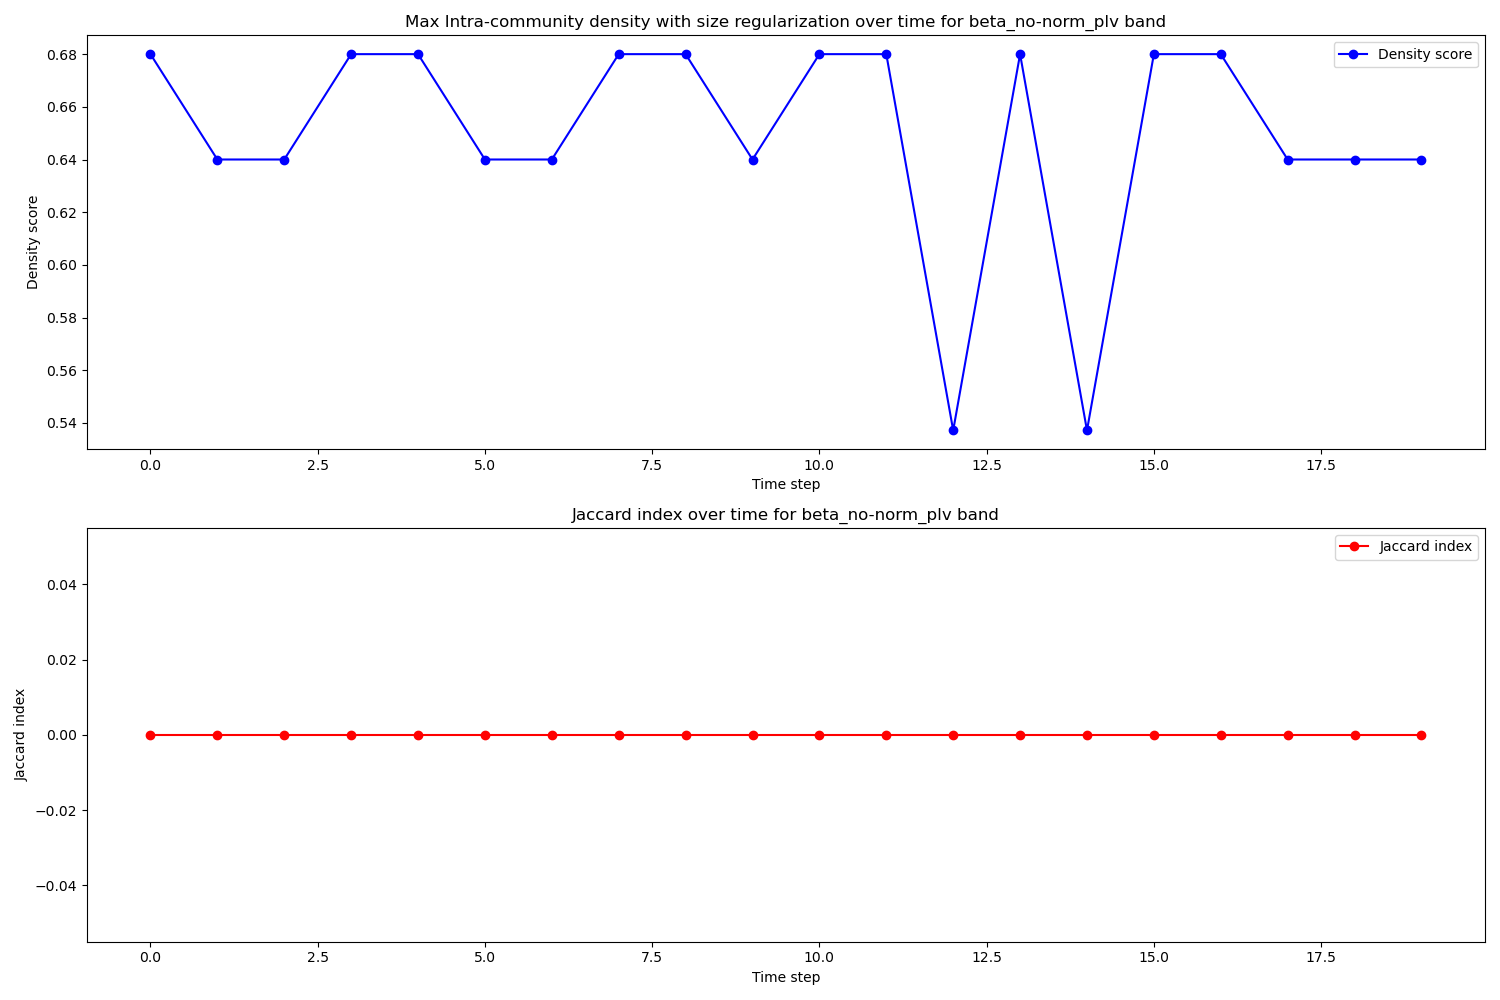 Max Intra-community density with size regularization over time for beta_no-norm_plv band
Density score
0.68
0.66
0.64
0.62
0.60
0.58
0.56
0.54
Density score
0.0 2.5 5.0 7.5 10.0 12.5 15.0 17.5
Time step
Jaccard index over time for beta_no-norm_plv band
Jaccard index
0.04
0.02
0.00
−0.02
−0.04
Jaccard index
0.0 2.5 5.0 7.5 10.0 12.5 15.0 17.5
Time step